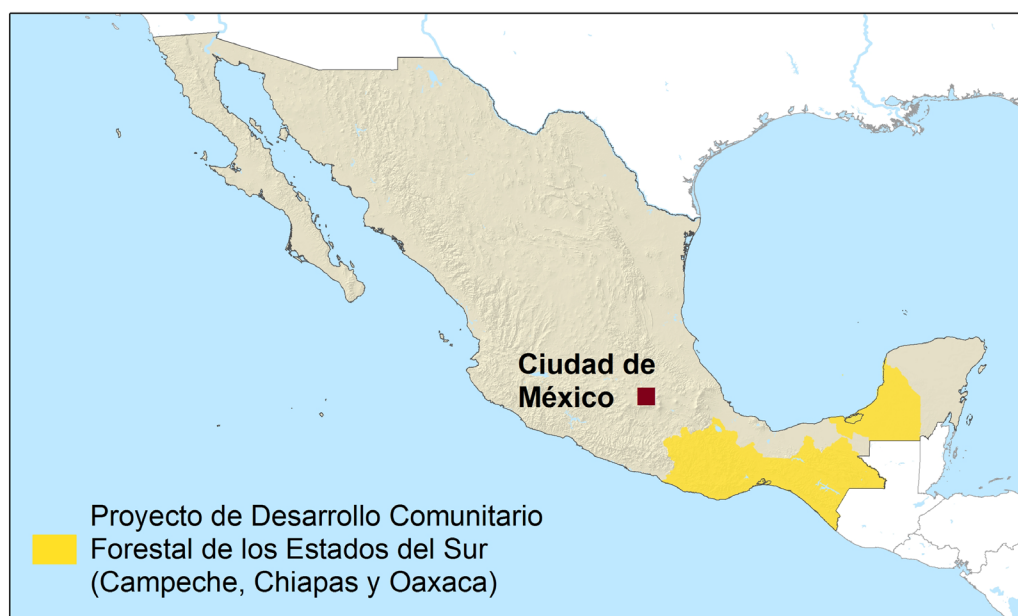 Ciudad de
México
Proyecto de Desarrollo Comunitario
Forestal de los Estados del Sur
(Campeche, Chiapas y Oaxaca)